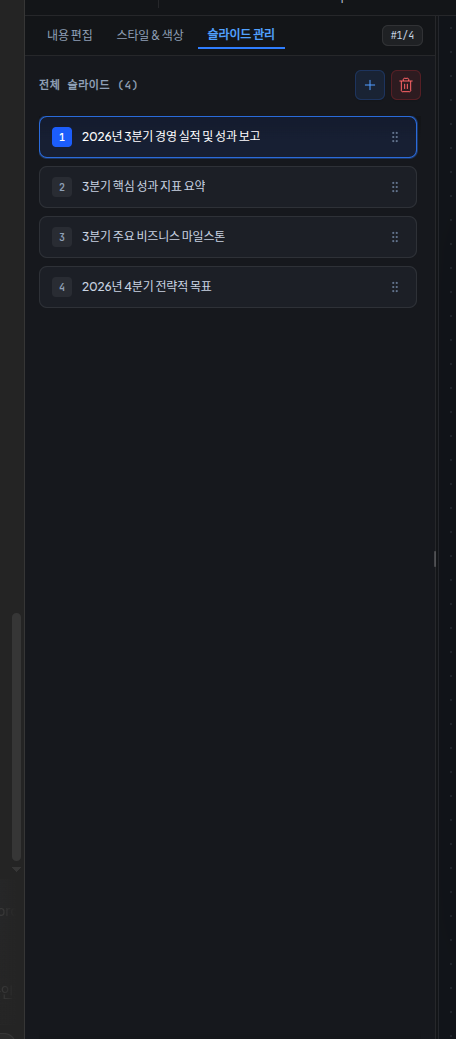 내용 편집 스타일 & 색상 슬라이드 관리 #1/4
전체 슬라이드 (4)
1 2026년 3분기 경영 실적 및 성과 보고
2 3분기 핵심 성과 지표 요약
3 3분기 주요 비즈니스 마일스톤
4 2026년 4분기 전략적 목표